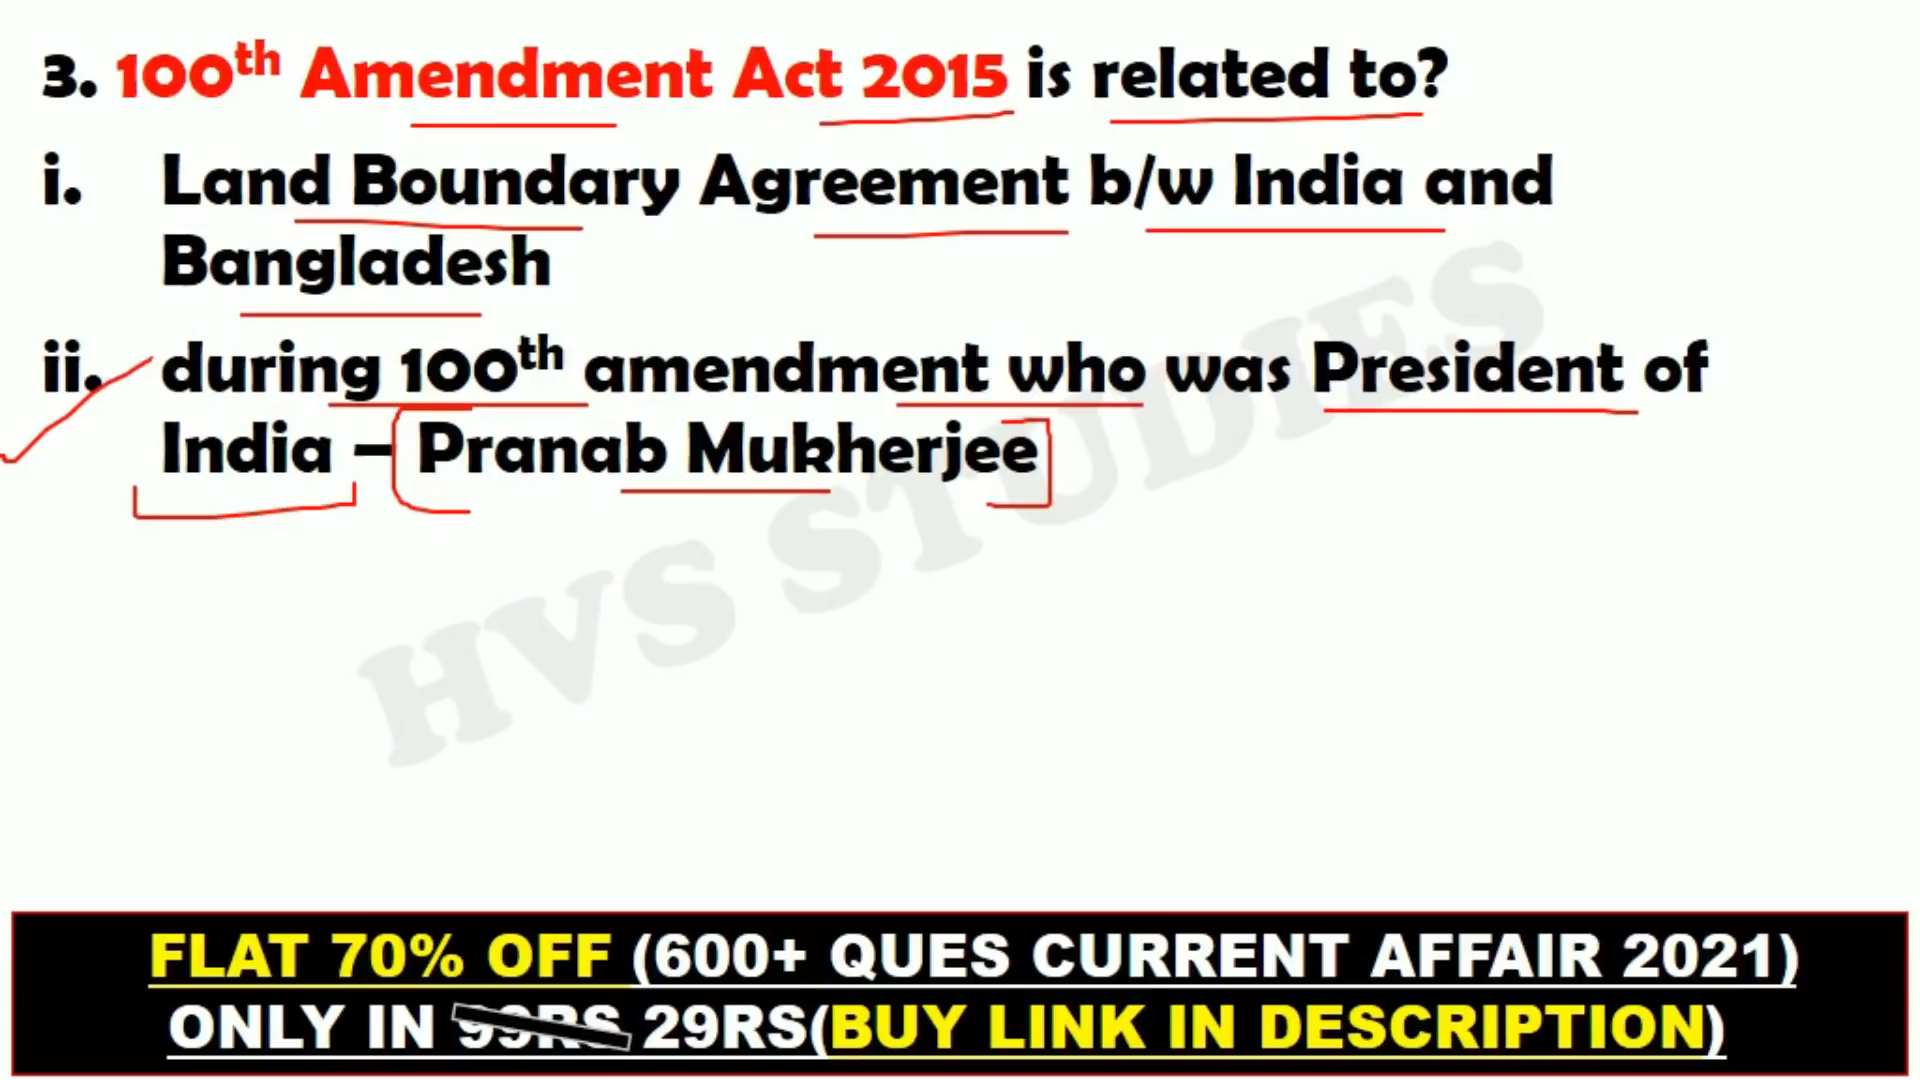 3. 100th Amendment Act 2015 is related to?
i. Land Boundary Agreement b/w India and
Bangladesh
ii. during 100th amendment who was President of
India – Pranab Mukherjee
HVS STUDIES
FLAT 70% OFF (600+ QUES CURRENT AFFAIR 2021)
ONLY IN 99RS 29RS(BUY LINK IN DESCRIPTION)